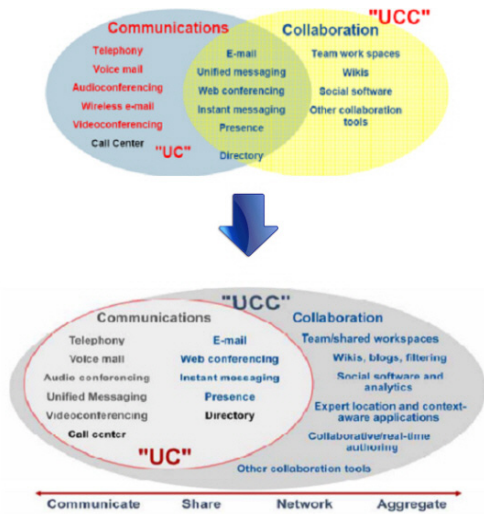 "UCC"
Communications
Collaboration
Telephony
Voice mail
Audioconferencing
Wireless e-mail
Videoconferencing
Call Center
"UC"
E-mail
Unified messaging
Web conferencing
Instant messaging
Presence
Directory
Team work spaces
Wikis
Social software
Other collaboration
tools
"UCC"
Communications
Collaboration
Telephony
Voice mail
Audio conferencing
Unified Messaging
Videoconferencing
Call center
E-mail
Web conferencing
Instant messaging
Presence
Directory
"UC"
Team/shared workspaces
Wikis, blogs, filtering
Social software and
analytics
Expert location and context-
aware applications
Collaborative/real-time
authoring
Other collaboration tools
Communicate Share Network Aggregate